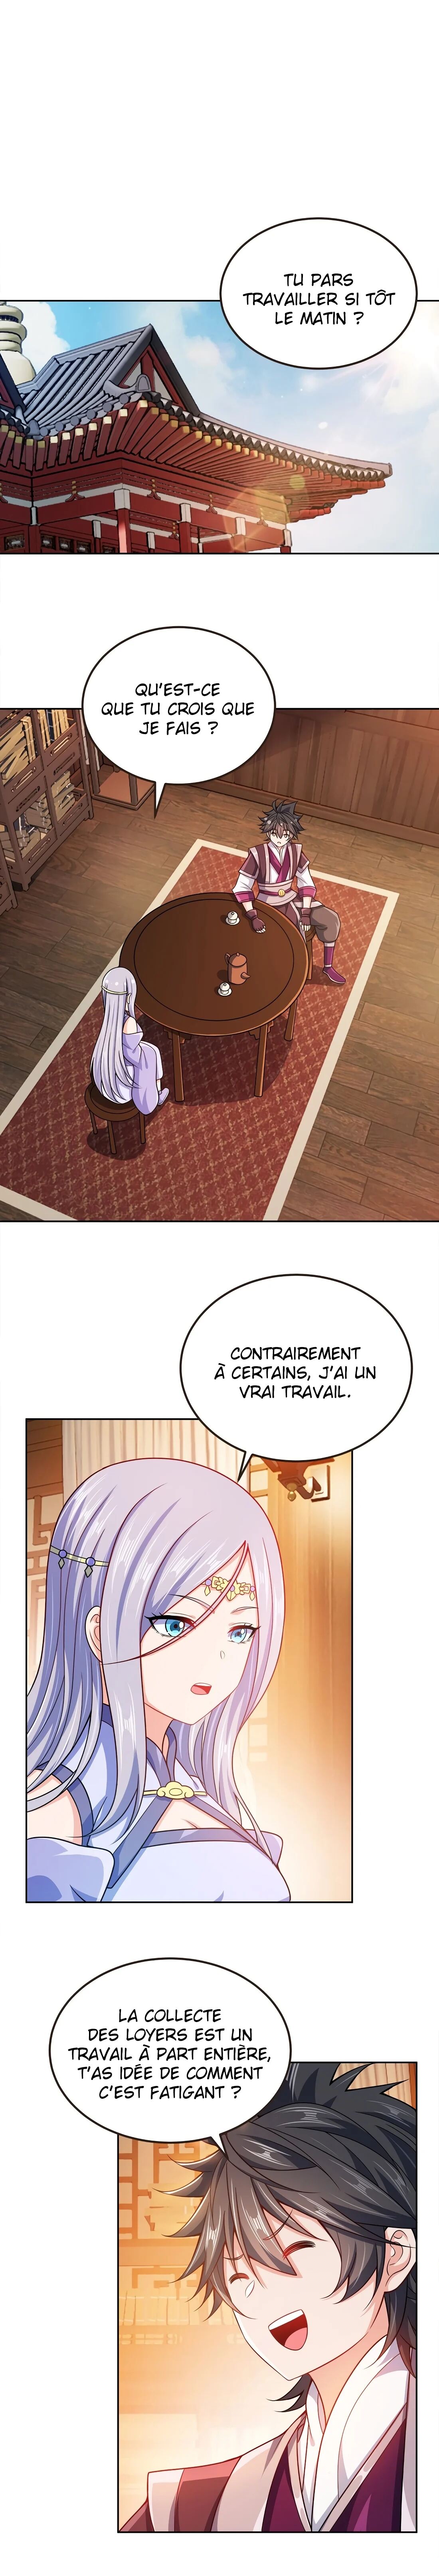 TU PARS
TRAVAILLER SI TÔT
LE MATIN ?
QU'EST-CE
QUE TU CROIS QUE
JE FAIS ?
CONTRAIREMENT
À CERTAINS, J'AI UN
VRAI TRAVAIL.
LA COLLECTE
DES LOYERS EST UN
TRAVAIL À PART ENTIÈRE,
T'AS IDÉE DE COMMENT
C'EST FATIGANT ?